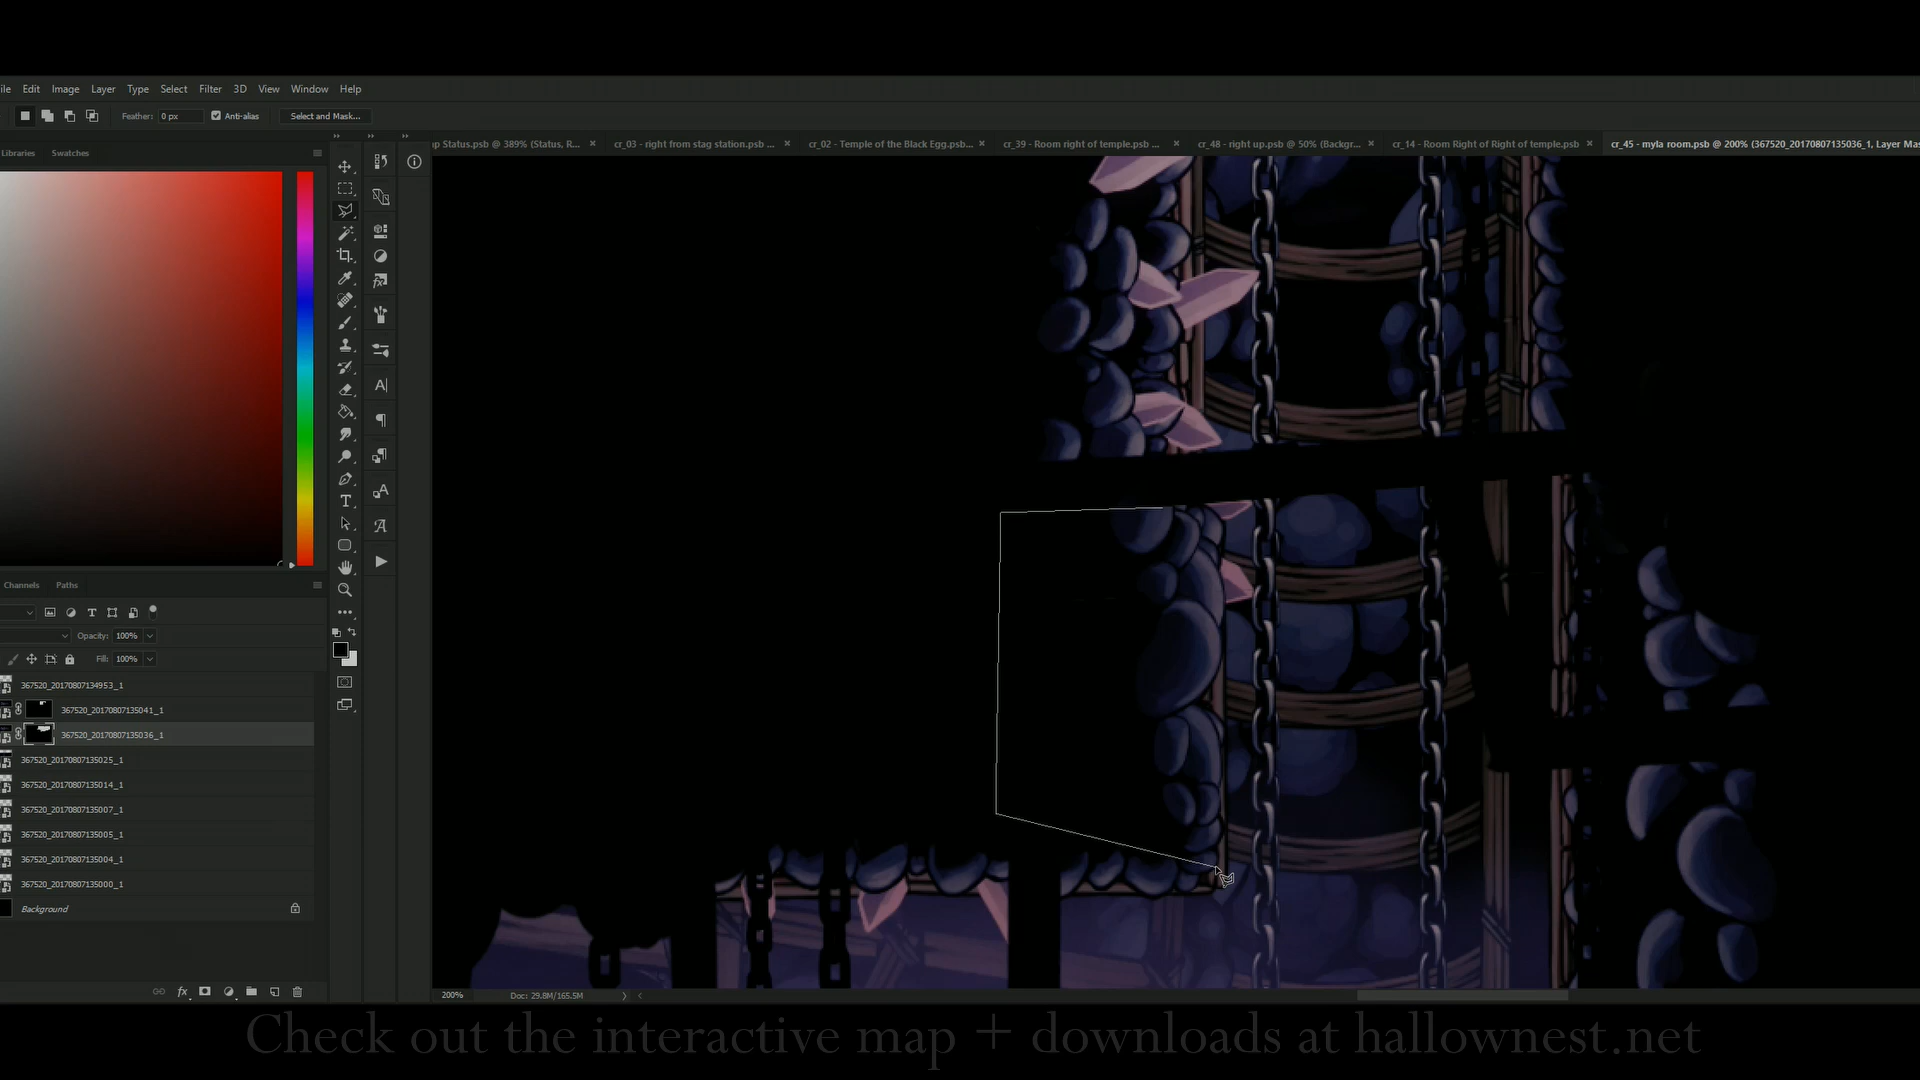 ile Edit Image Layer Type Select Filter 3D View Window Help
Feather: 0 px Anti-alias Select and Mask...
Libraries Swatches
p Status.psb @ 389% (Status, R... × cr_03 - right from stag station.psb ... × cr_02 - Temple of the Black Egg.psb... × cr_39 - Room right of temple.psb ... × cr_48 - right up.psb @ 50% (Backgr... × cr_14 - Room Right of Right of temple.psb × cr_45 - myla room.psb @ 200% (367520_20170807135036_1, Layer Mas
Channels Paths
Opacity: 100%
Fill: 100%
367520_20170807134953_1
367520_20170807135041_1
367520_20170807135036_1
367520_20170807135025_1
367520_20170807135014_1
367520_20170807135007_1
367520_20170807135005_1
367520_20170807135004_1
367520_20170807135000_1
Background
200% Doc: 29.8M/165.5M
Check out the interactive map + downloads at hallownest.net